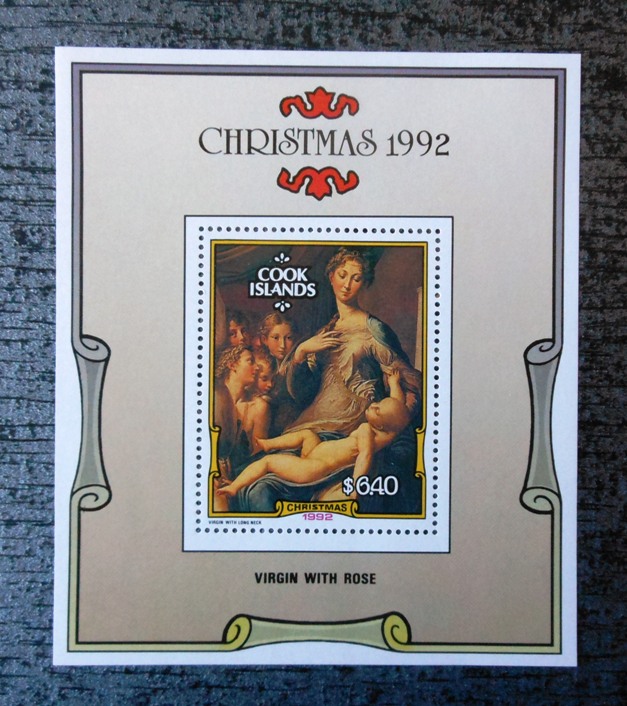 CHRISTMAS 1992
COOK
ISLANDS
$6.40
CHRISTMAS
1992
VIRGIN WITH LONG NECK
VIRGIN WITH ROSE